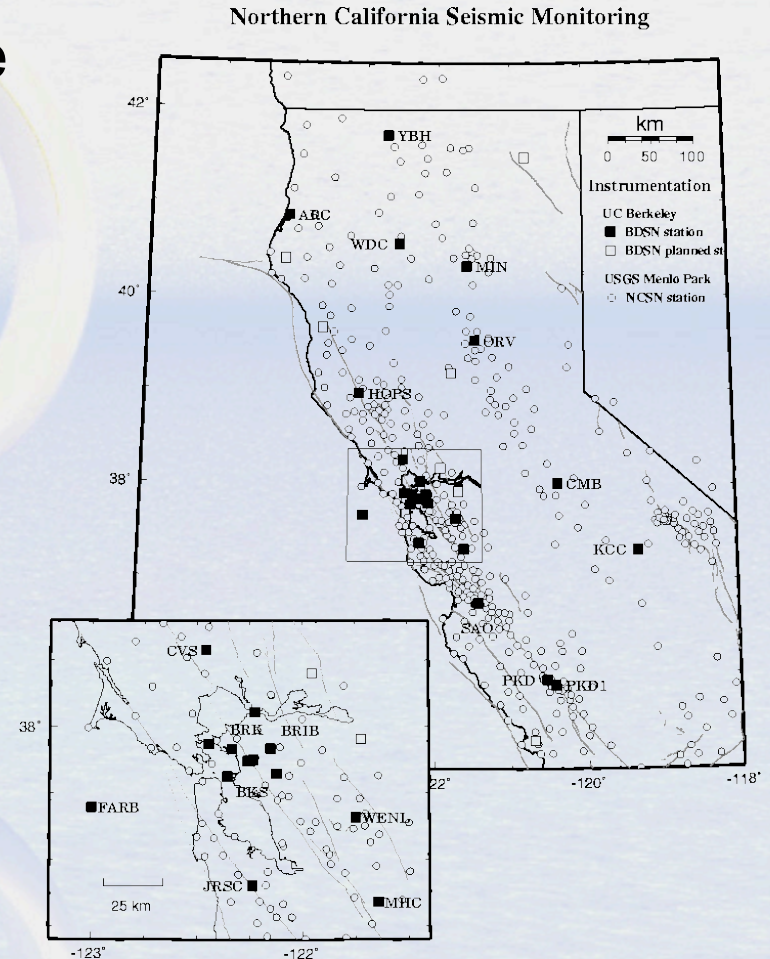 Northern California Seismic Monitoring
e
42°
40°
38°
km
0 50 100
Instrumentation
UC Berkeley
BDSN station
BDSN planned st
USGS Menlo Park
NCSN station
YBH
ARC
WDC
MIN
ORV
HOPS
CMB
KCC
SAO
PKD
PKD1
22°
-120°
-118°
CVS
38°
BRK
BRIB
BKS
FARB
WENL
JRSC
MHC
25 km
-123°
-122°